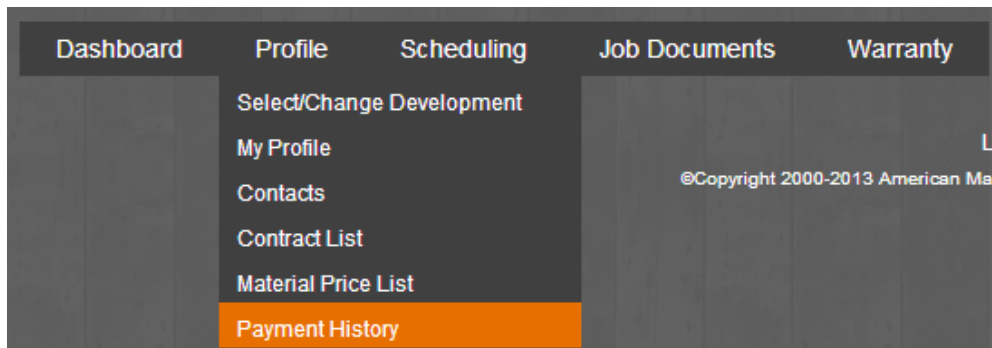 Dashboard Profile Scheduling Job Documents Warranty
Select/Change Development
My Profile
L
Contacts
©Copyright 2000-2013 American Ma
Contract List
Material Price List
Payment History